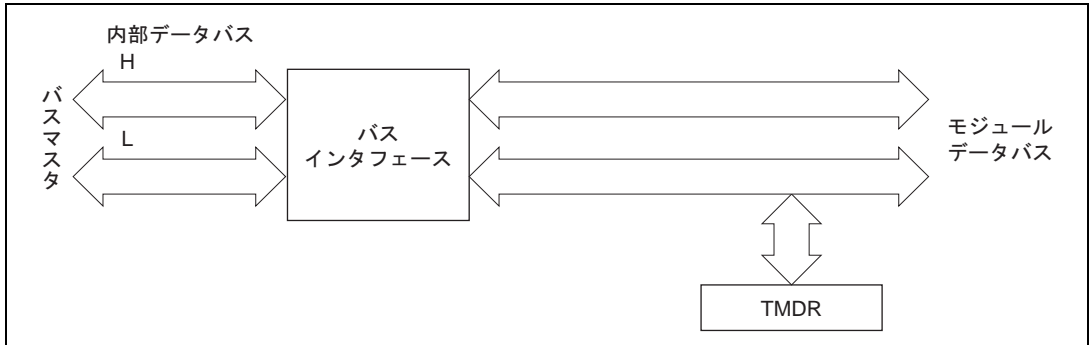 内部データバス
H
バスマスタ
L
バス
インタフェース
モジュール
データバス
TMDR